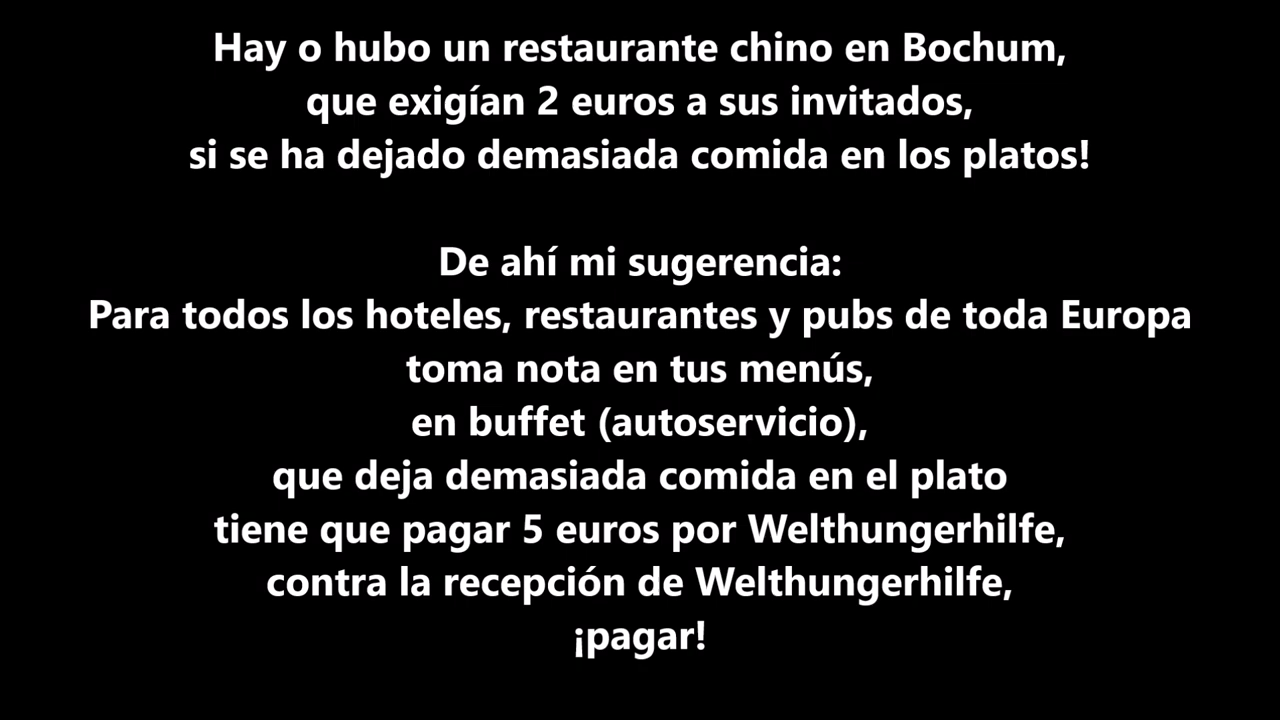 Hay o hubo un restaurante chino en Bochum,
que exigían 2 euros a sus invitados,
si se ha dejado demasiada comida en los platos!
De ahí mi sugerencia:
Para todos los hoteles, restaurantes y pubs de toda Europa
toma nota en tus menús,
en buffet (autoservicio),
que deja demasiada comida en el plato
tiene que pagar 5 euros por Welthungerhilfe,
contra la recepción de Welthungerhilfe,
¡pagar!